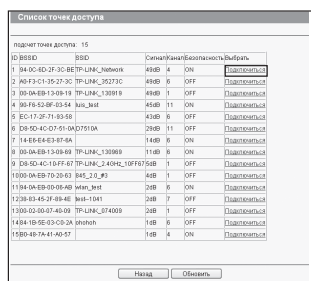 Список точек доступа
подсчет точек доступа: 15
ID BSSID SSID Сигнал Канал Безопасность Выбрать
1 94-0C-6D-2F-3C-BE TP-LINK_Network 49dB 4 ON Подключиться
2 A0-F3-C1-35-27-3C TP-LINK_35273C 49dB 6 OFF Подключиться
3 00-0A-EB-13-09-19 TP-LINK_130919 49dB 1 OFF Подключиться
4 90-F6-52-BF-03-54 luis_test 45dB 11 ON Подключиться
5 EC-17-2F-71-93-58 43dB 6 OFF Подключиться
6 D8-5D-4C-D7-51-0A D7510A 29dB 11 OFF Подключиться
7 14-E6-E4-E3-87-6A 14dB 6 ON Подключиться
8 00-0A-EB-13-09-69 TP-LINK_130969 11dB 6 ON Подключиться
9 D8-5D-4C-10-FF-67 TP-LINK_2.4GHz_10FF67 5dB 1 OFF Подключиться
10 00-0A-EB-70-20-63 845_2.0_#3 4dB 1 OFF Подключиться
11 94-0A-EB-00-06-AB wlan_test 2dB 6 ON Подключиться
12 38-83-45-2F-89-4E test-1041 2dB 7 OFF Подключиться
13 00-02-00-07-40-09 TP-LINK_074009 2dB 1 OFF Подключиться
14 84-1B-5E-03-C0-2A ohohoh 1dB 6 OFF Подключиться
15 B0-48-7A-41-A0-57 1dB 4 ON Подключиться
Назад Обновить